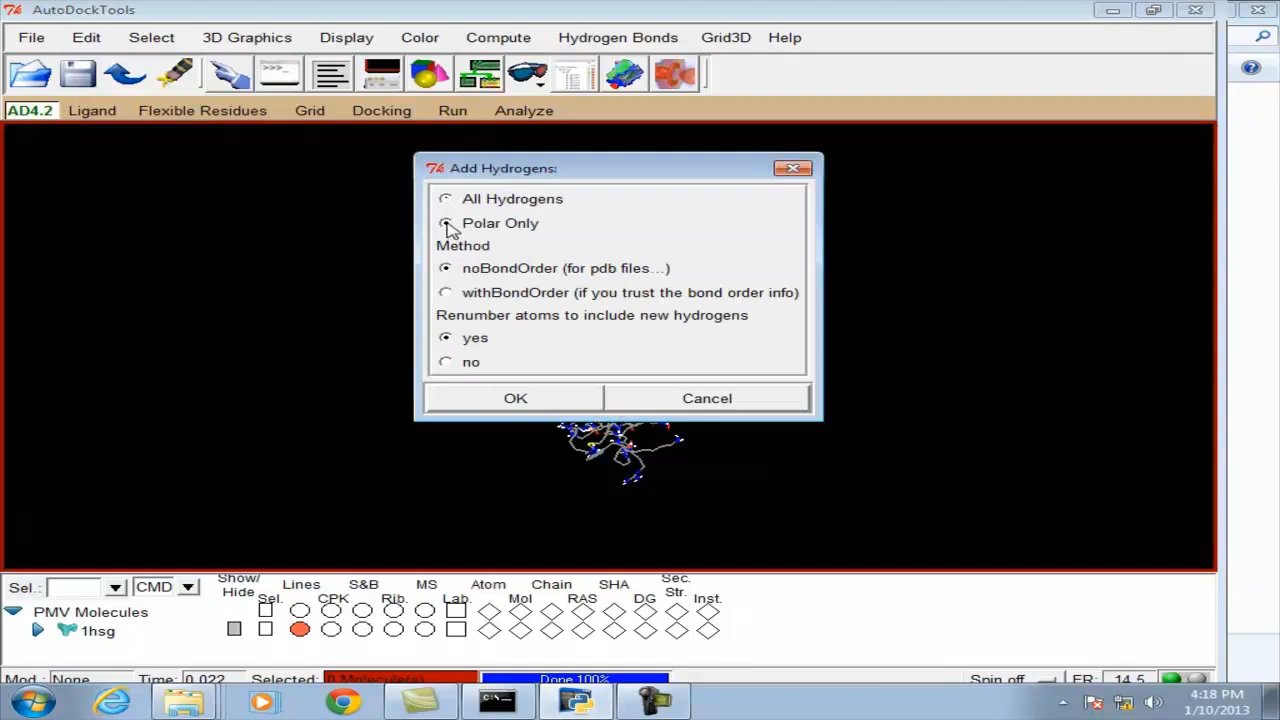 AutoDockTools
File Edit Select 3D Graphics Display Color Compute Hydrogen Bonds Grid3D Help
AD4.2 Ligand Flexible Residues Grid Docking Run Analyze
Add Hydrogens:
All Hydrogens
Polar Only
Method
noBondOrder (for pdb files...)
withBondOrder (if you trust the bond order info)
Renumber atoms to include new hydrogens
yes
no
OK Cancel
Show/ Lines S&B MS Atom Chain SHA Sec.
Sel.: CMD Hide Sel. CPK Rib. Lab. Mol RAS DG Str. Inst.
PMV Molecules
1hsg
Mod.: None Time: 0.022 Selected: 0 Molecule(s) Done 100% Spin off FR: 14.5
4:18 PM
1/10/2013